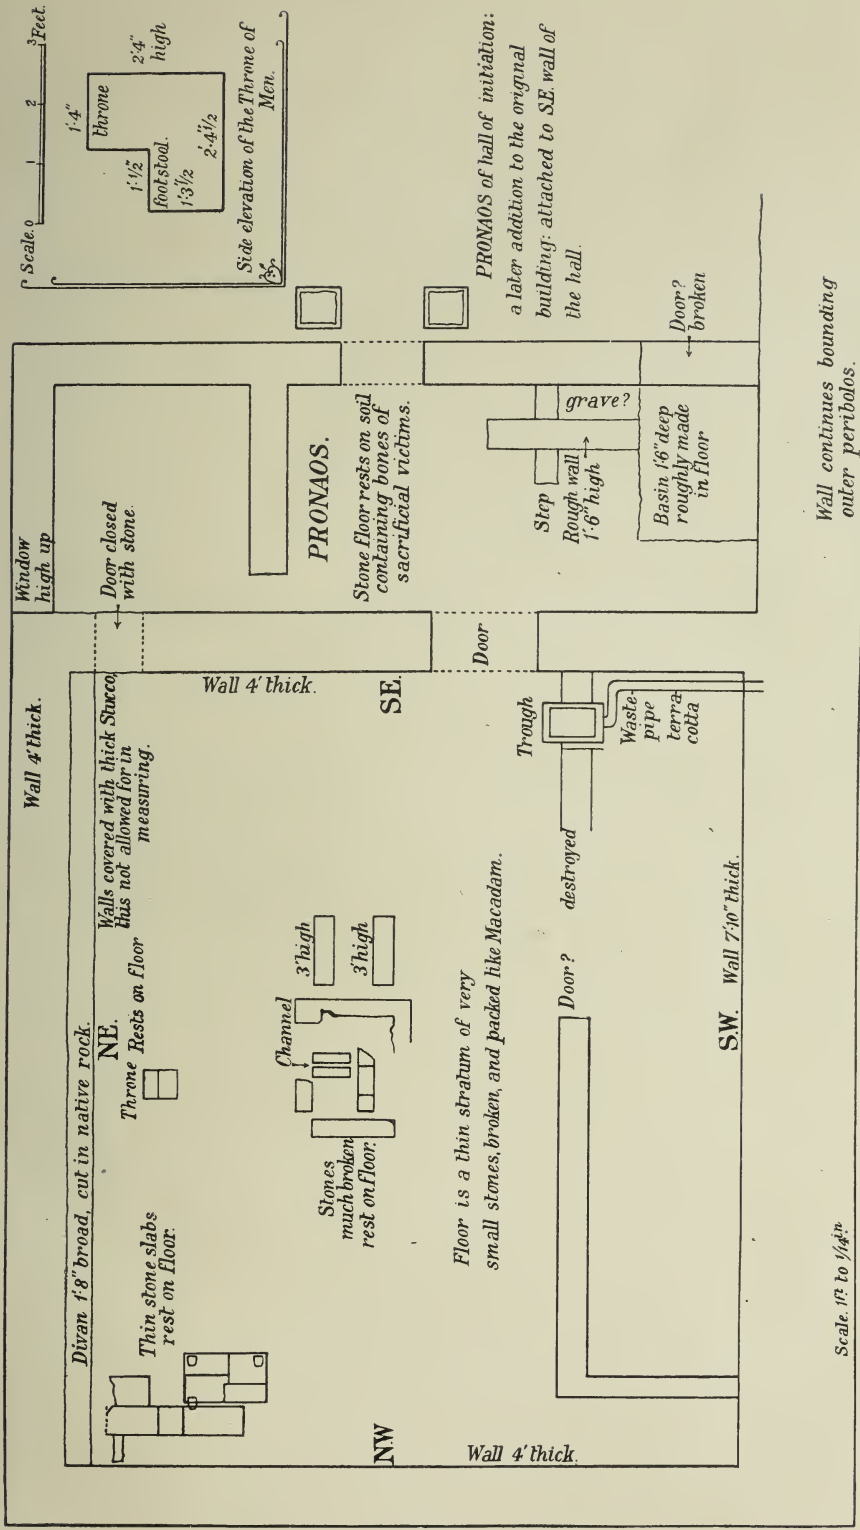 Scale. 0
1
2
3 Feet.
1'·4"
throne
2'·4"
high
1'·½"
footstool.
1'·3½
2'·4½
Side elevation of the Throne of
Men.
PRONAOS of hall of initiation:
a later addition to the original
building: attached to S.E. wall of
the hall.
Window
high up
Door closed
with stone.
PRONAOS.
Stone floor rests on soil
containing bones of
sacrificial victims.
Step
Rough wall
1'·6" high
grave?
Basin 1'·6" deep
roughly made
in floor
Door?
broken
Wall continues bounding
outer peribolos.
Wall 4' thick.
Walls covered with thick Stucco,
this not allowed for in
measuring.
Wall 4' thick.
SE.
Door
Trough
Waste-
pipe
terra-
cotta
Divan 1'·8" broad, cut in native rock.
NE.
Throne Rests on floor
3' high
3' high
Channel
Stones
much broken
rest on floor.
Thin stone slabs
rest on floor.
Floor is a thin stratum of very
small stones, broken, and packed like Macadam.
Door?
destroyed
S.W. Wall 7'·10" thick.
NW
Wall 4' thick.
Scale. 1ft to 1/14 in